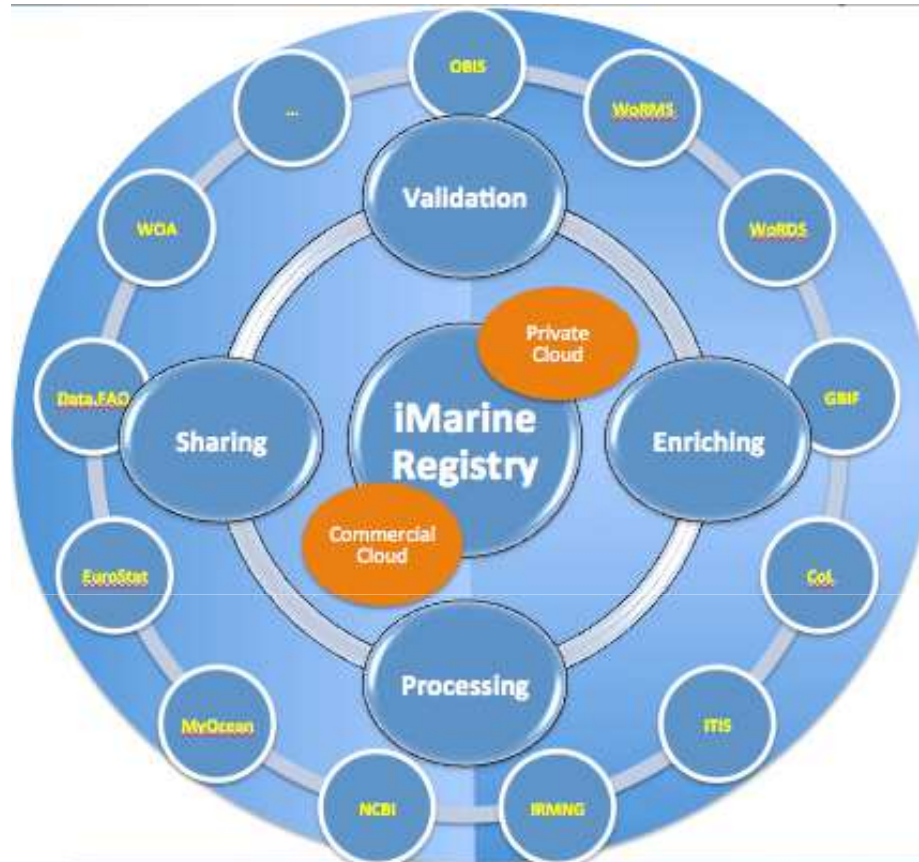 OBIS
...
WoRMS
Validation
WOA
WoRDS
Private
Cloud
Data.FAO
GBIF
iMarine
Registry
Sharing
Enriching
Commercial
Cloud
EuroStat
CoL
Processing
MyOcean
ITIS
NCBI
IRMNG